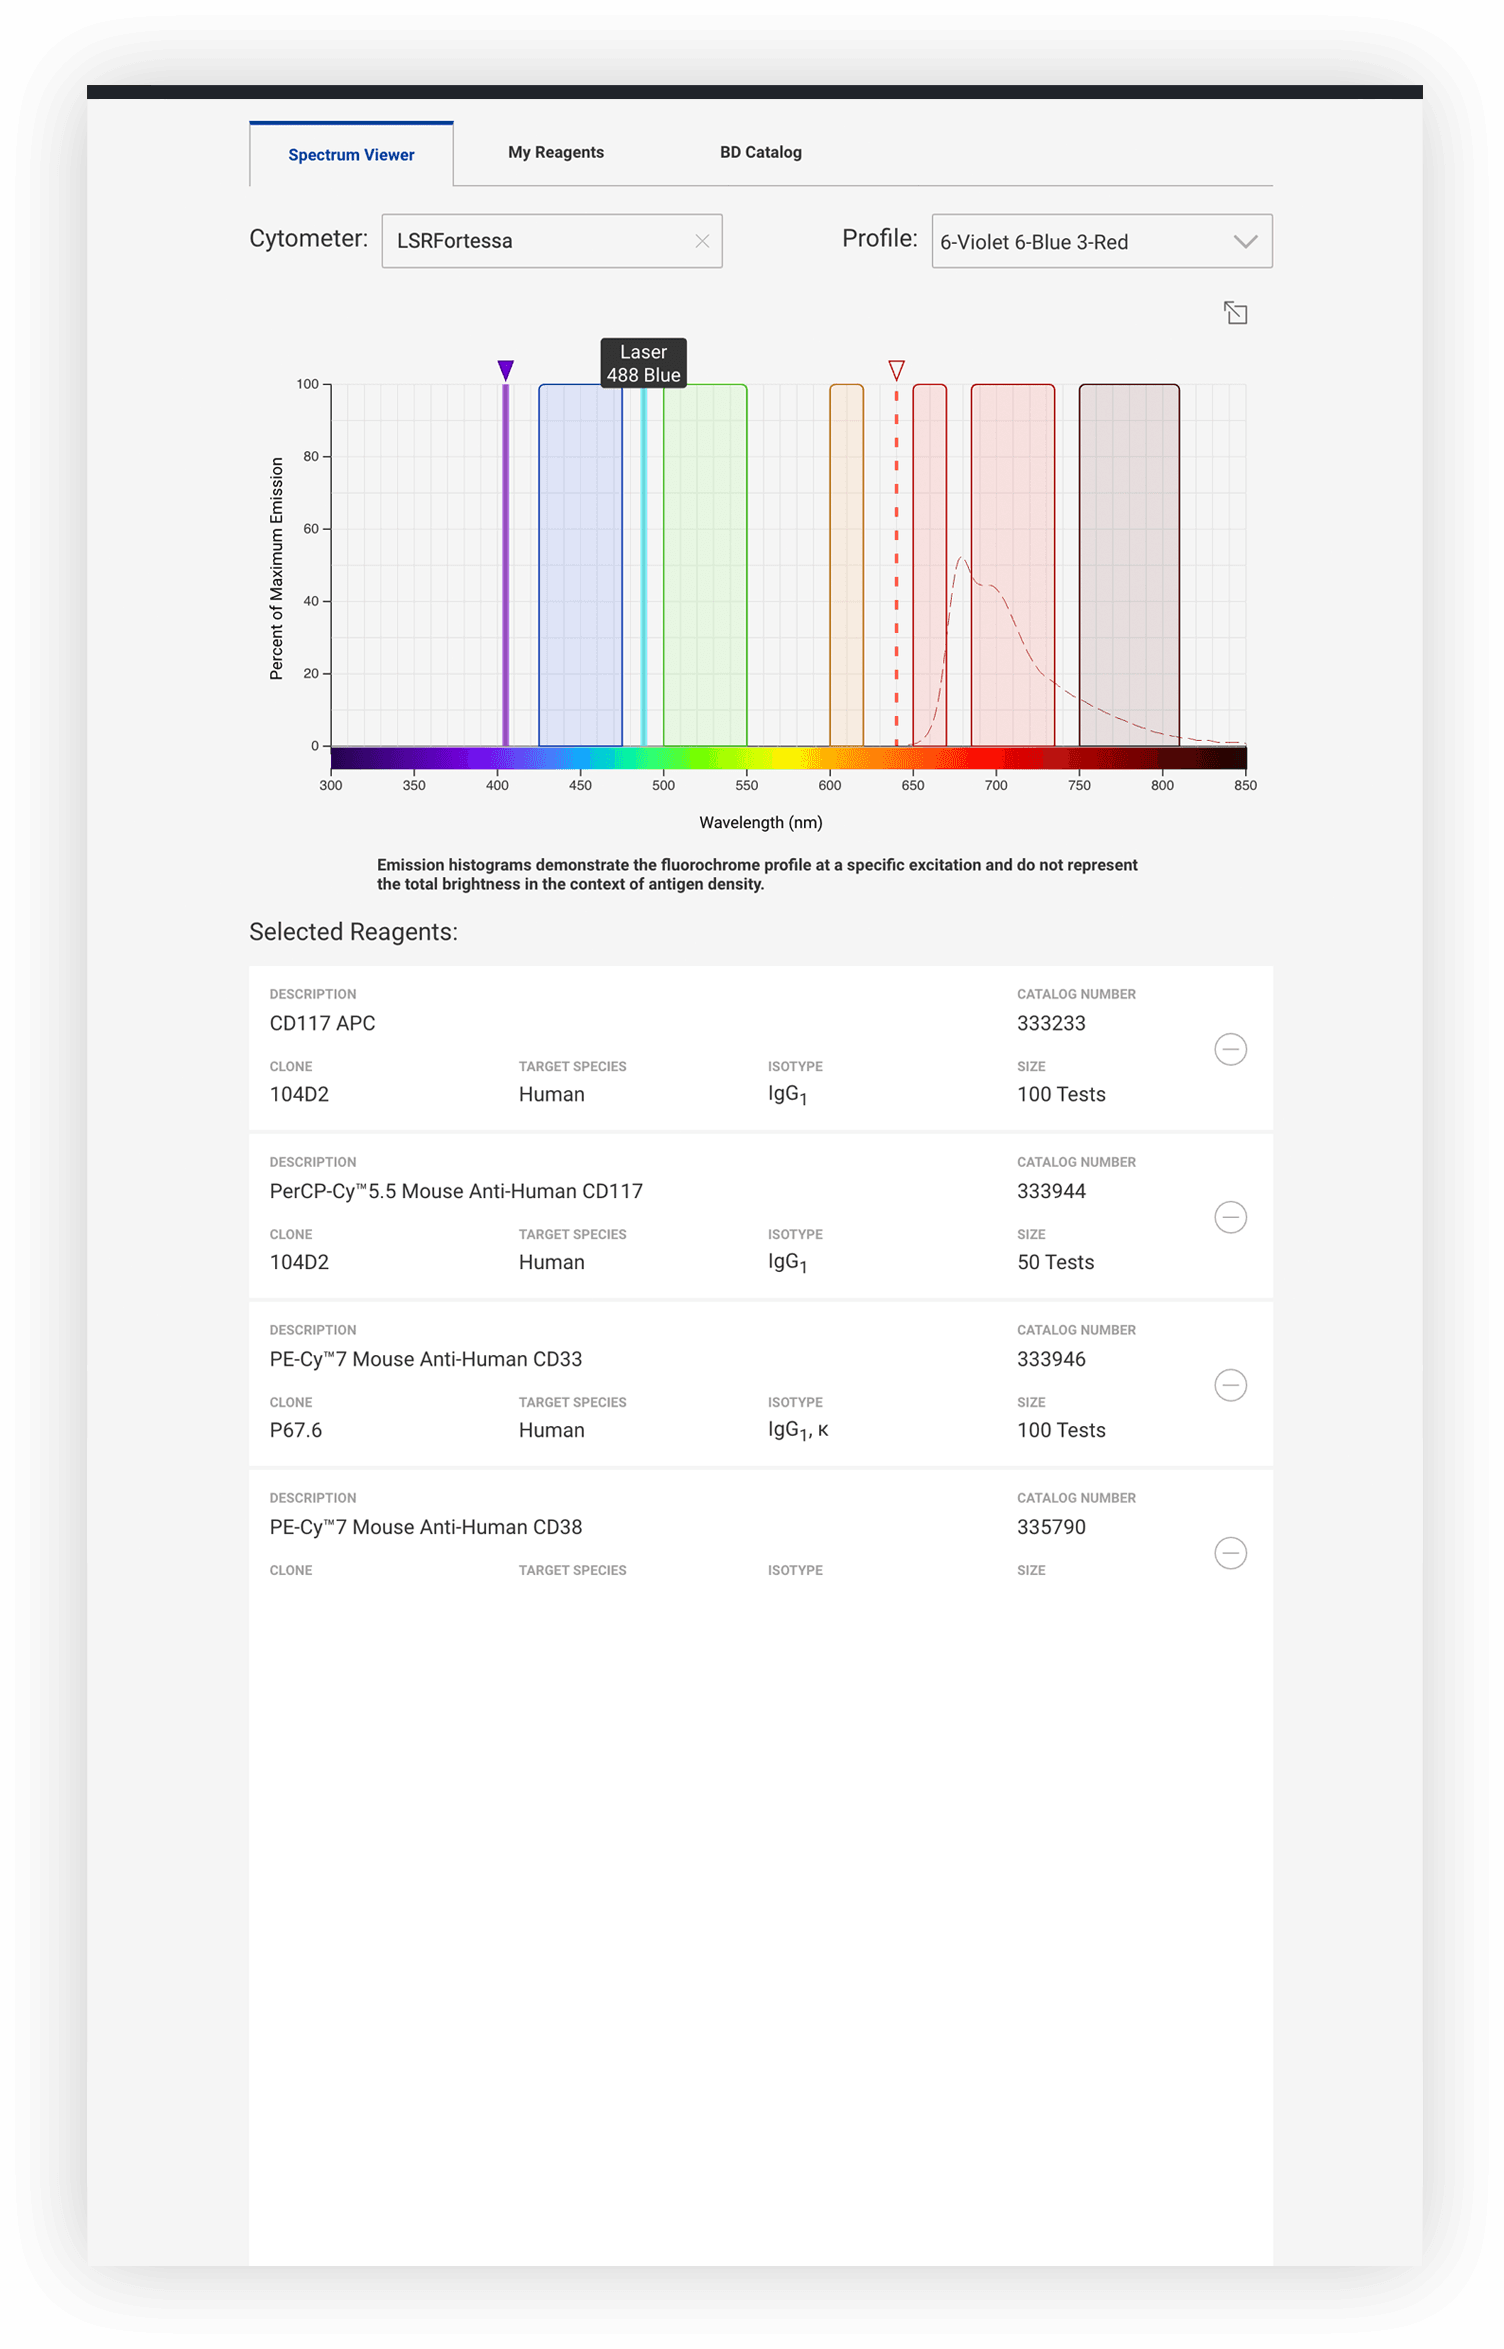 Spectrum Viewer
My Reagents
BD Catalog
Cytometer:
LSRFortessa
Profile:
6-Violet 6-Blue 3-Red
Laser
488 Blue
Percent of Maximum Emission
100
80
60
40
20
0
300 350 400 450 500 550 600 650 700 750 800 850
Wavelength (nm)
Emission histograms demonstrate the fluorochrome profile at a specific excitation and do not represent
the total brightness in the context of antigen density.
Selected Reagents:
DESCRIPTION CATALOG NUMBER
CD117 APC 333233
CLONE TARGET SPECIES ISOTYPE SIZE
104D2 Human IgG₁ 100 Tests
DESCRIPTION CATALOG NUMBER
PerCP-Cy™5.5 Mouse Anti-Human CD117 333944
CLONE TARGET SPECIES ISOTYPE SIZE
104D2 Human IgG₁ 50 Tests
DESCRIPTION CATALOG NUMBER
PE-Cy™7 Mouse Anti-Human CD33 333946
CLONE TARGET SPECIES ISOTYPE SIZE
P67.6 Human IgG₁, κ 100 Tests
DESCRIPTION CATALOG NUMBER
PE-Cy™7 Mouse Anti-Human CD38 335790
CLONE TARGET SPECIES ISOTYPE SIZE